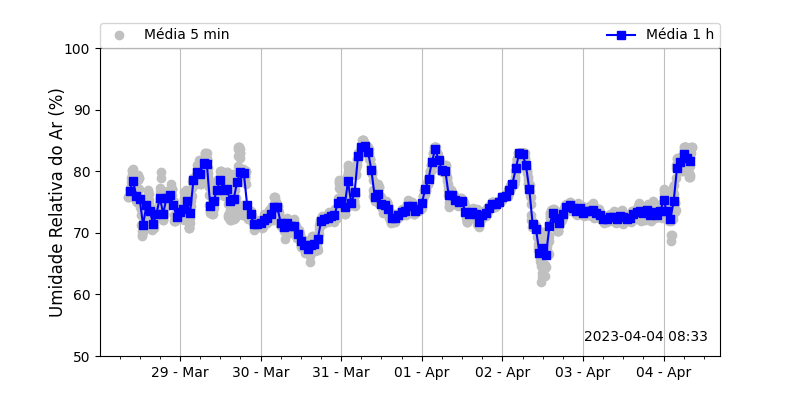 Média 5 min
Média 1 h
Umidade Relativa do Ar (%)
100
90
80
70
60
50
2023-04-04 08:33
29 - Mar
30 - Mar
31 - Mar
01 - Apr
02 - Apr
03 - Apr
04 - Apr